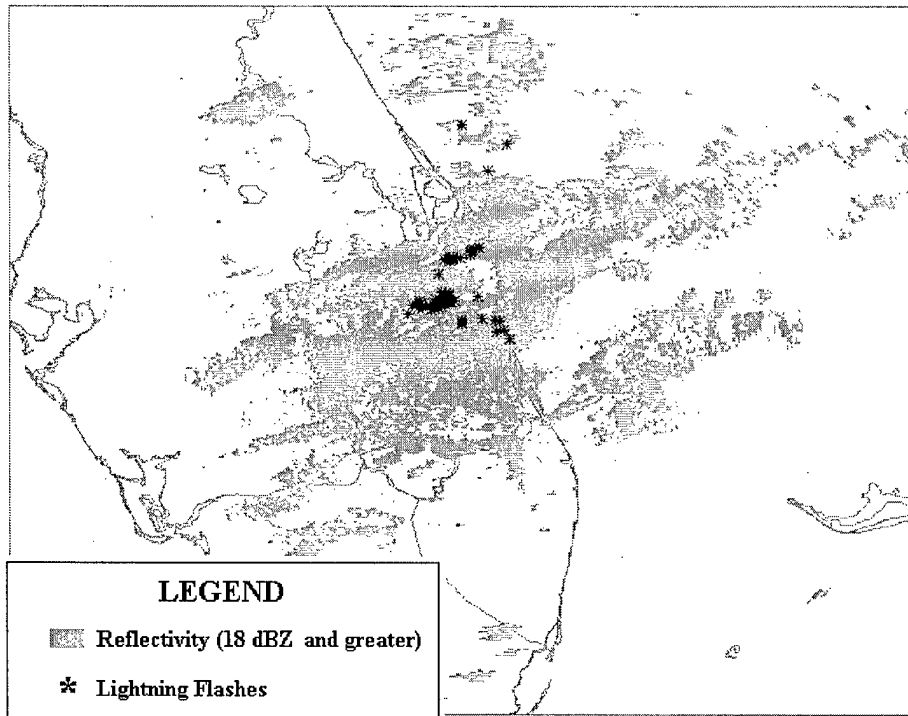 LEGEND
Reflectivity (18 dBZ and greater)
* Lightning Flashes